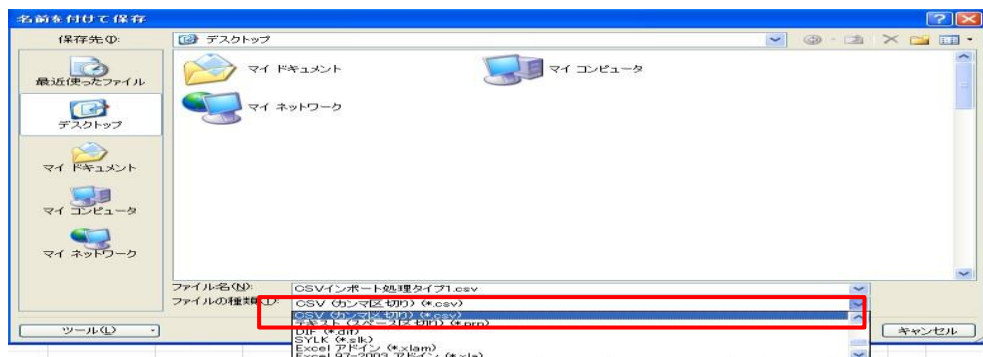 名前を付けて保存
保存先(I):
デスクトップ
最近使ったファイル
デスクトップ
マイ ドキュメント
マイ コンピュータ
マイ ネットワーク
マイ ドキュメント
マイ コンピュータ
マイ ネットワーク
ファイル名(N):
CSVインポート処理タイプ1.csv
ファイルの種類(T):
CSV (カンマ区切り) (*.csv)
CSV (カンマ区切り) (*.csv)
テキスト (スペース区切り) (*.prn)
DIF (*.dif)
SYLK (*.slk)
Excel アドイン (*.xlam)
Excel 97-2003 アドイン (*.xla)
ツール(L)
キャンセル